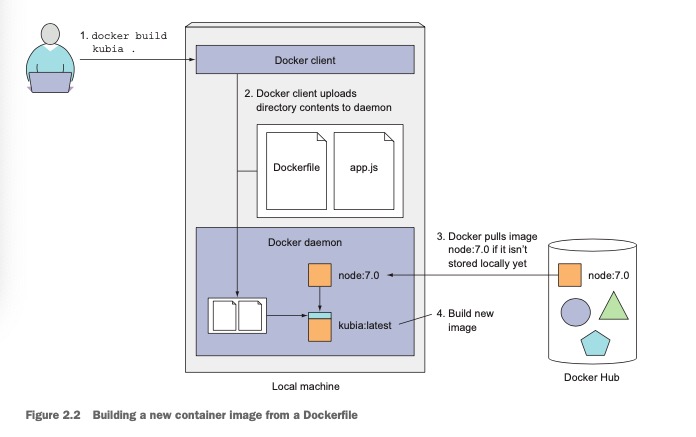 1. docker build
kubia .
Docker client
2. Docker client uploads
directory contents to daemon
Dockerfile
app.js
Docker daemon
3. Docker pulls image
node:7.0 if it isn't
stored locally yet
node:7.0
node:7.0
kubia:latest
4. Build new
image
Local machine
Docker Hub
Figure 2.2 Building a new container image from a Dockerfile